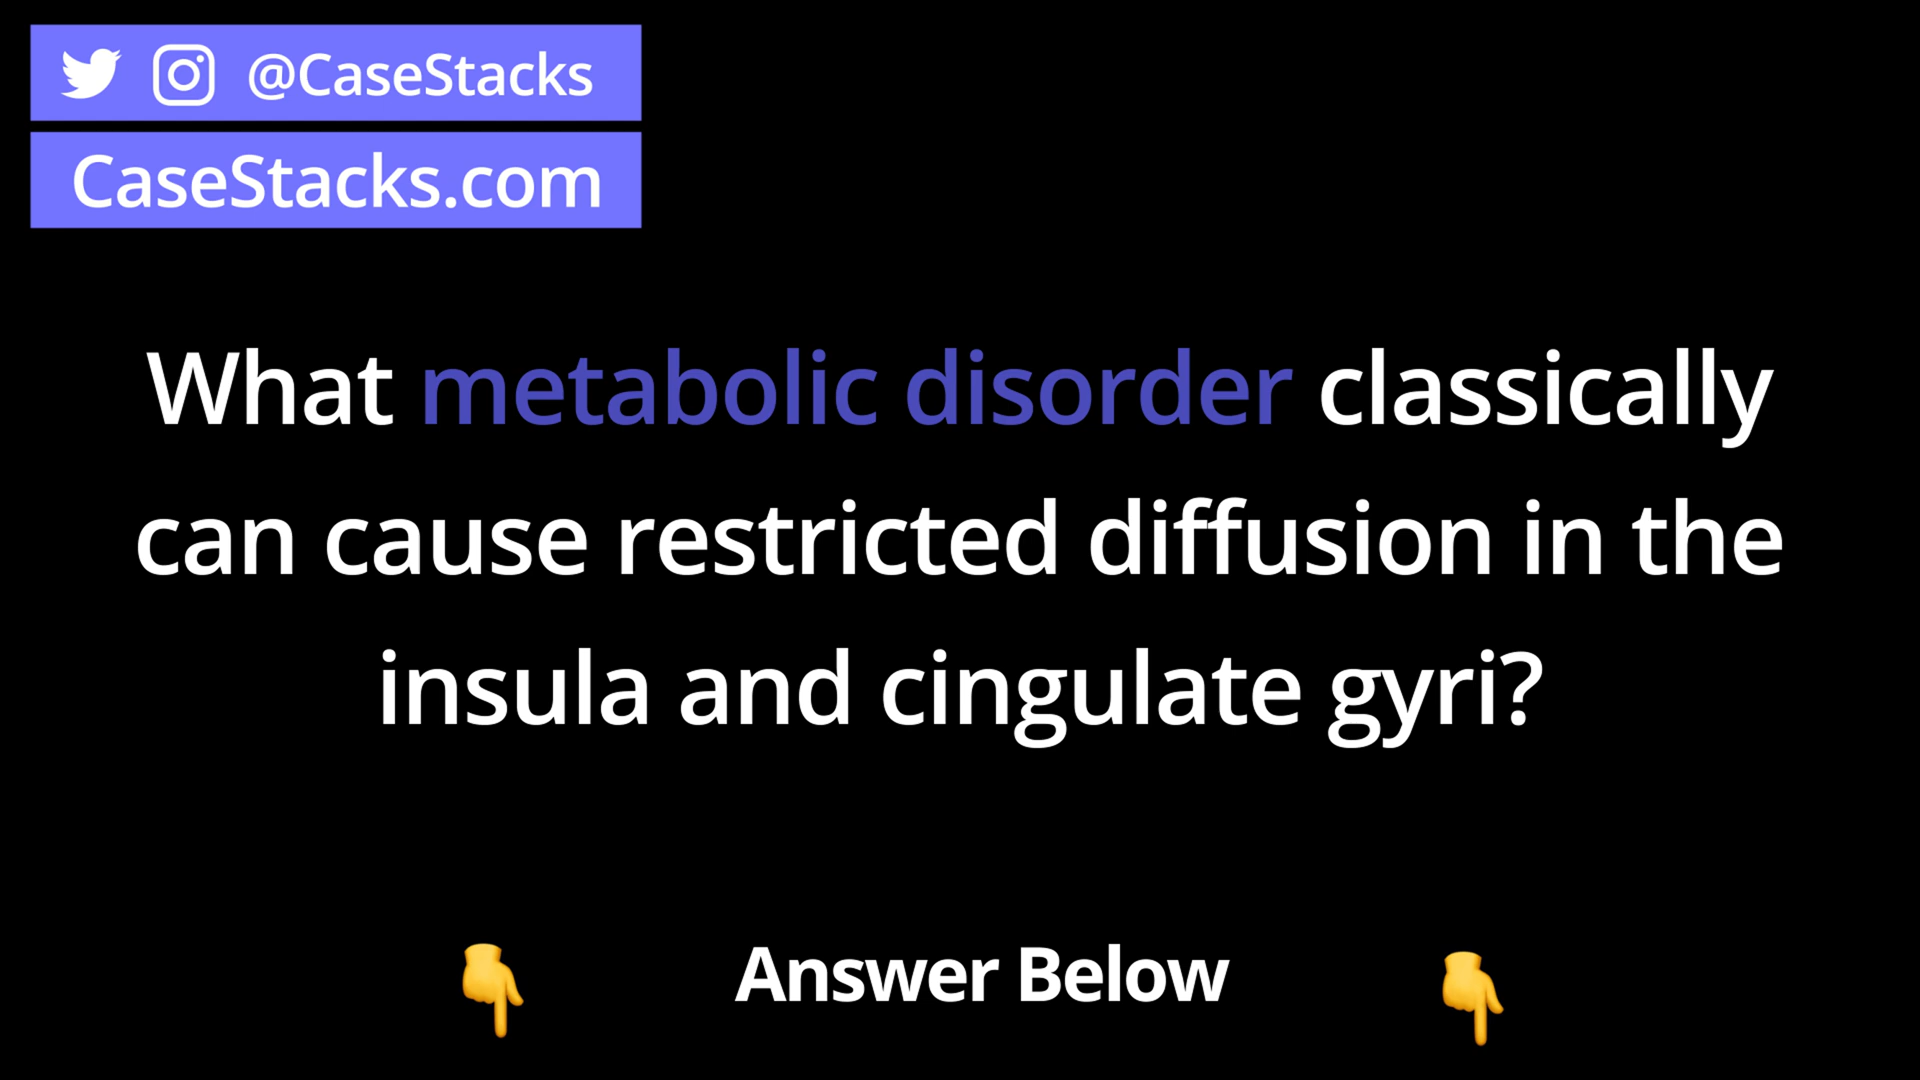 @CaseStacks
CaseStacks.com
What metabolic disorder classically
can cause restricted diffusion in the
insula and cingulate gyri?
Answer Below